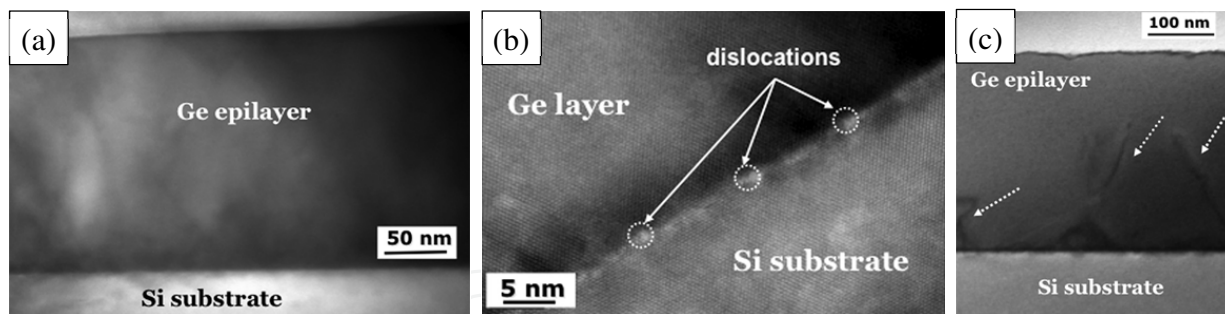 (a)
Ge epilayer
50 nm
Si substrate
(b)
dislocations
Ge layer
Si substrate
5 nm
(c)
100 nm
Ge epilayer
Si substrate